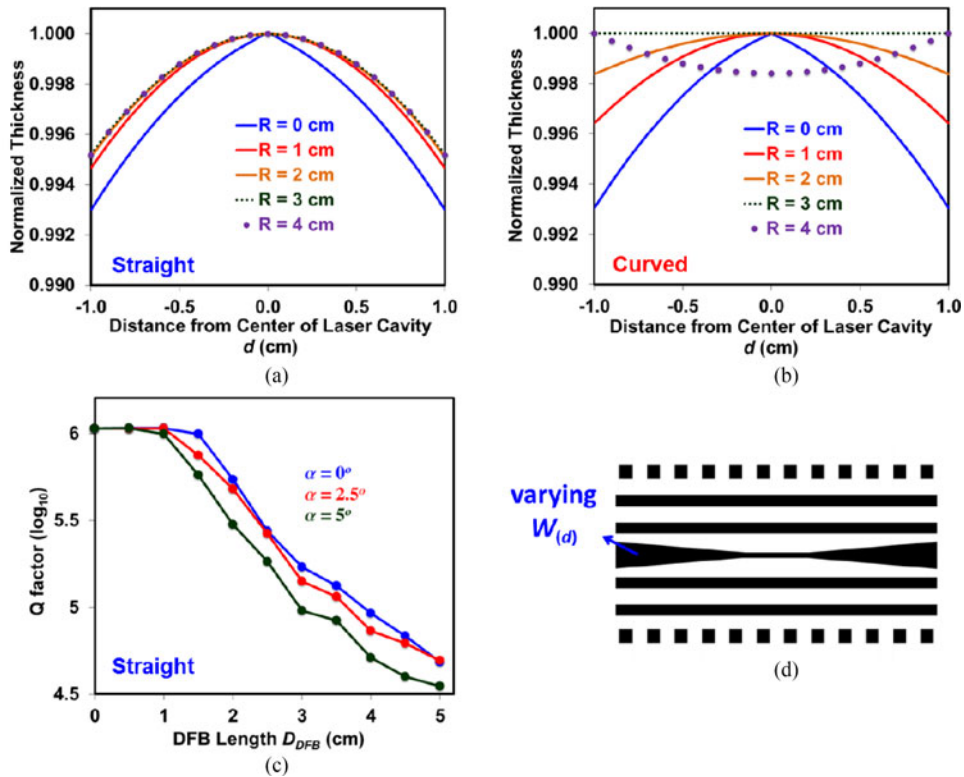 Normalized Thickness
1.000
0.998
0.996
0.994
0.992
0.990
R = 0 cm
R = 1 cm
R = 2 cm
R = 3 cm
R = 4 cm
Straight
-1.0 -0.5 0.0 0.5 1.0
Distance from Center of Laser Cavity
d (cm)
(a)
Normalized Thickness
1.000
0.998
0.996
0.994
0.992
0.990
R = 0 cm
R = 1 cm
R = 2 cm
R = 3 cm
R = 4 cm
Curved
-1.0 -0.5 0.0 0.5 1.0
Distance from Center of Laser Cavity
d (cm)
(b)
Q factor (log₁₀)
6
5.5
5
4.5
α = 0º
α = 2.5º
α = 5º
Straight
0 1 2 3 4 5
DFB Length D_DFB (cm)
(c)
varying
W(d)
(d)